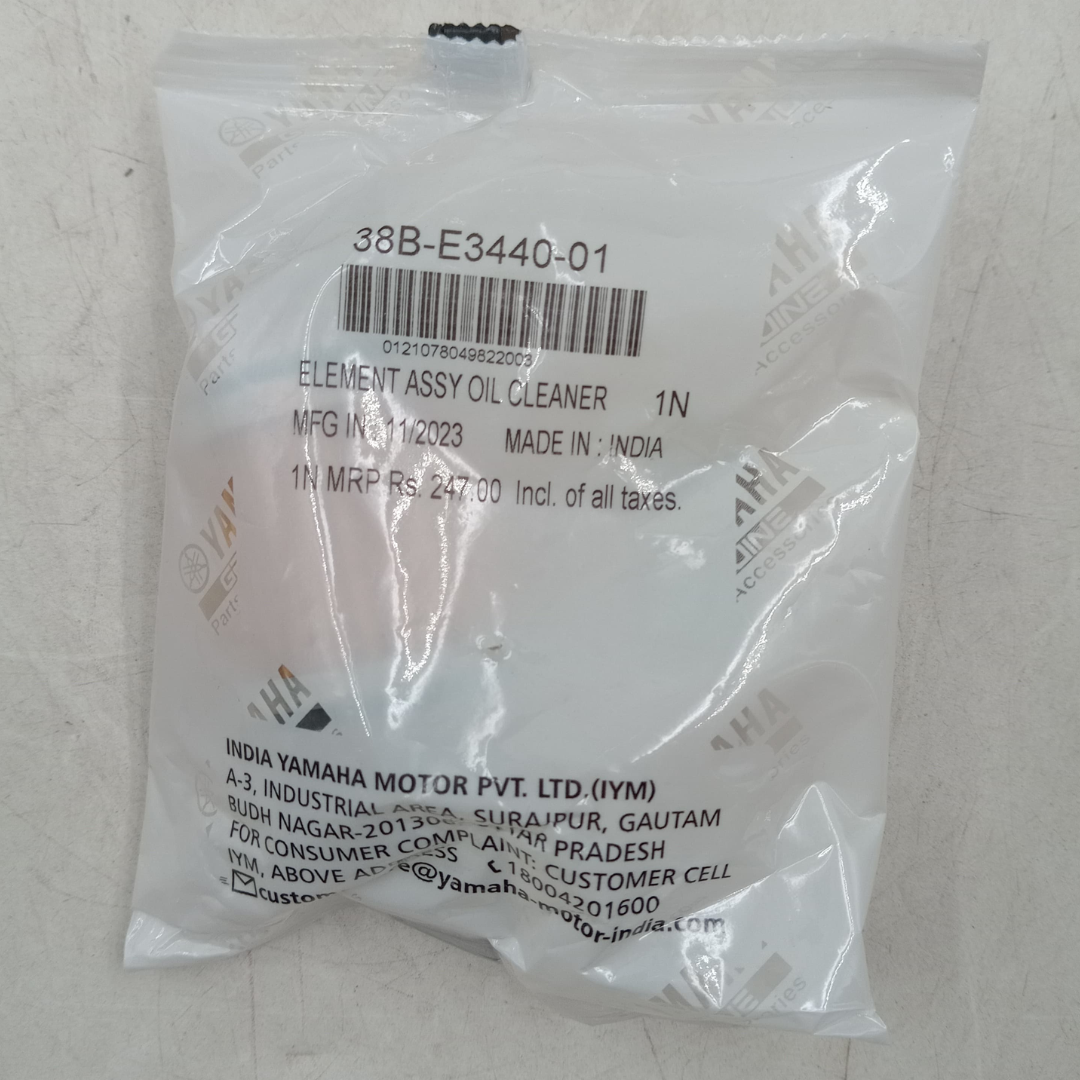 38B-E3440-01
0121078049822003
ELEMENT ASSY OIL CLEANER 1N
MFG IN 11/2023 MADE IN : INDIA
1N MRP Rs. 247.00 Incl. of all taxes.
INDIA YAMAHA MOTOR PVT. LTD.(IYM)
A-3, INDUSTRIAL AREA, SURAJPUR, GAUTAM
BUDH NAGAR-201306, UTTAR PRADESH
FOR CONSUMER COMPLAINT: CUSTOMER CELL
IYM, ABOVE 18004201600
@yamaha-motor-india.com